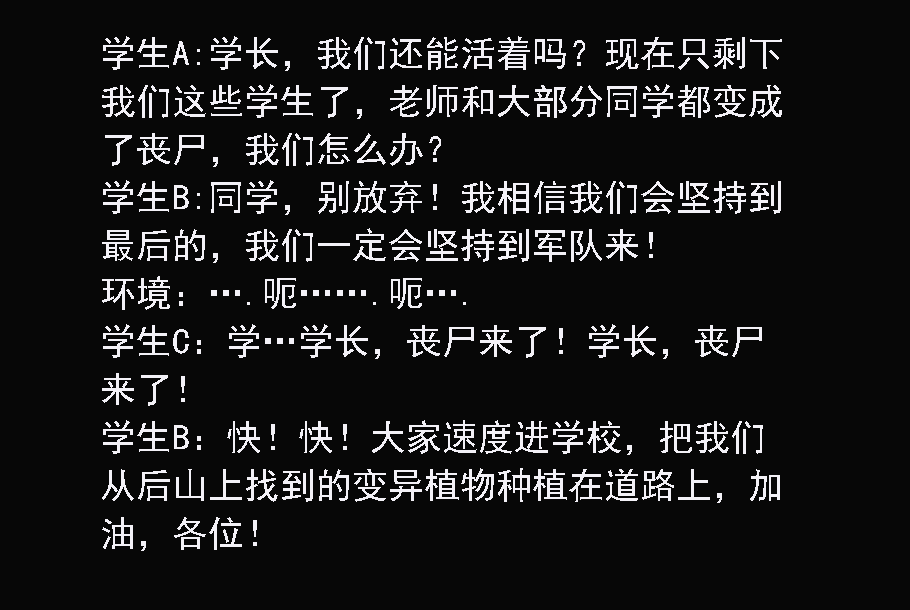 学生A:学长，我们还能活着吗？现在只剩下
我们这些学生了，老师和大部分同学都变成
了丧尸，我们怎么办？
学生B:同学，别放弃！我相信我们会坚持到
最后的，我们一定会坚持到军队来！
环境：….呃…….呃….
学生C：学…学长，丧尸来了！学长，丧尸
来了！
学生B：快！快！大家速度进学校，把我们
从后山上找到的变异植物种植在道路上，加
油，各位！